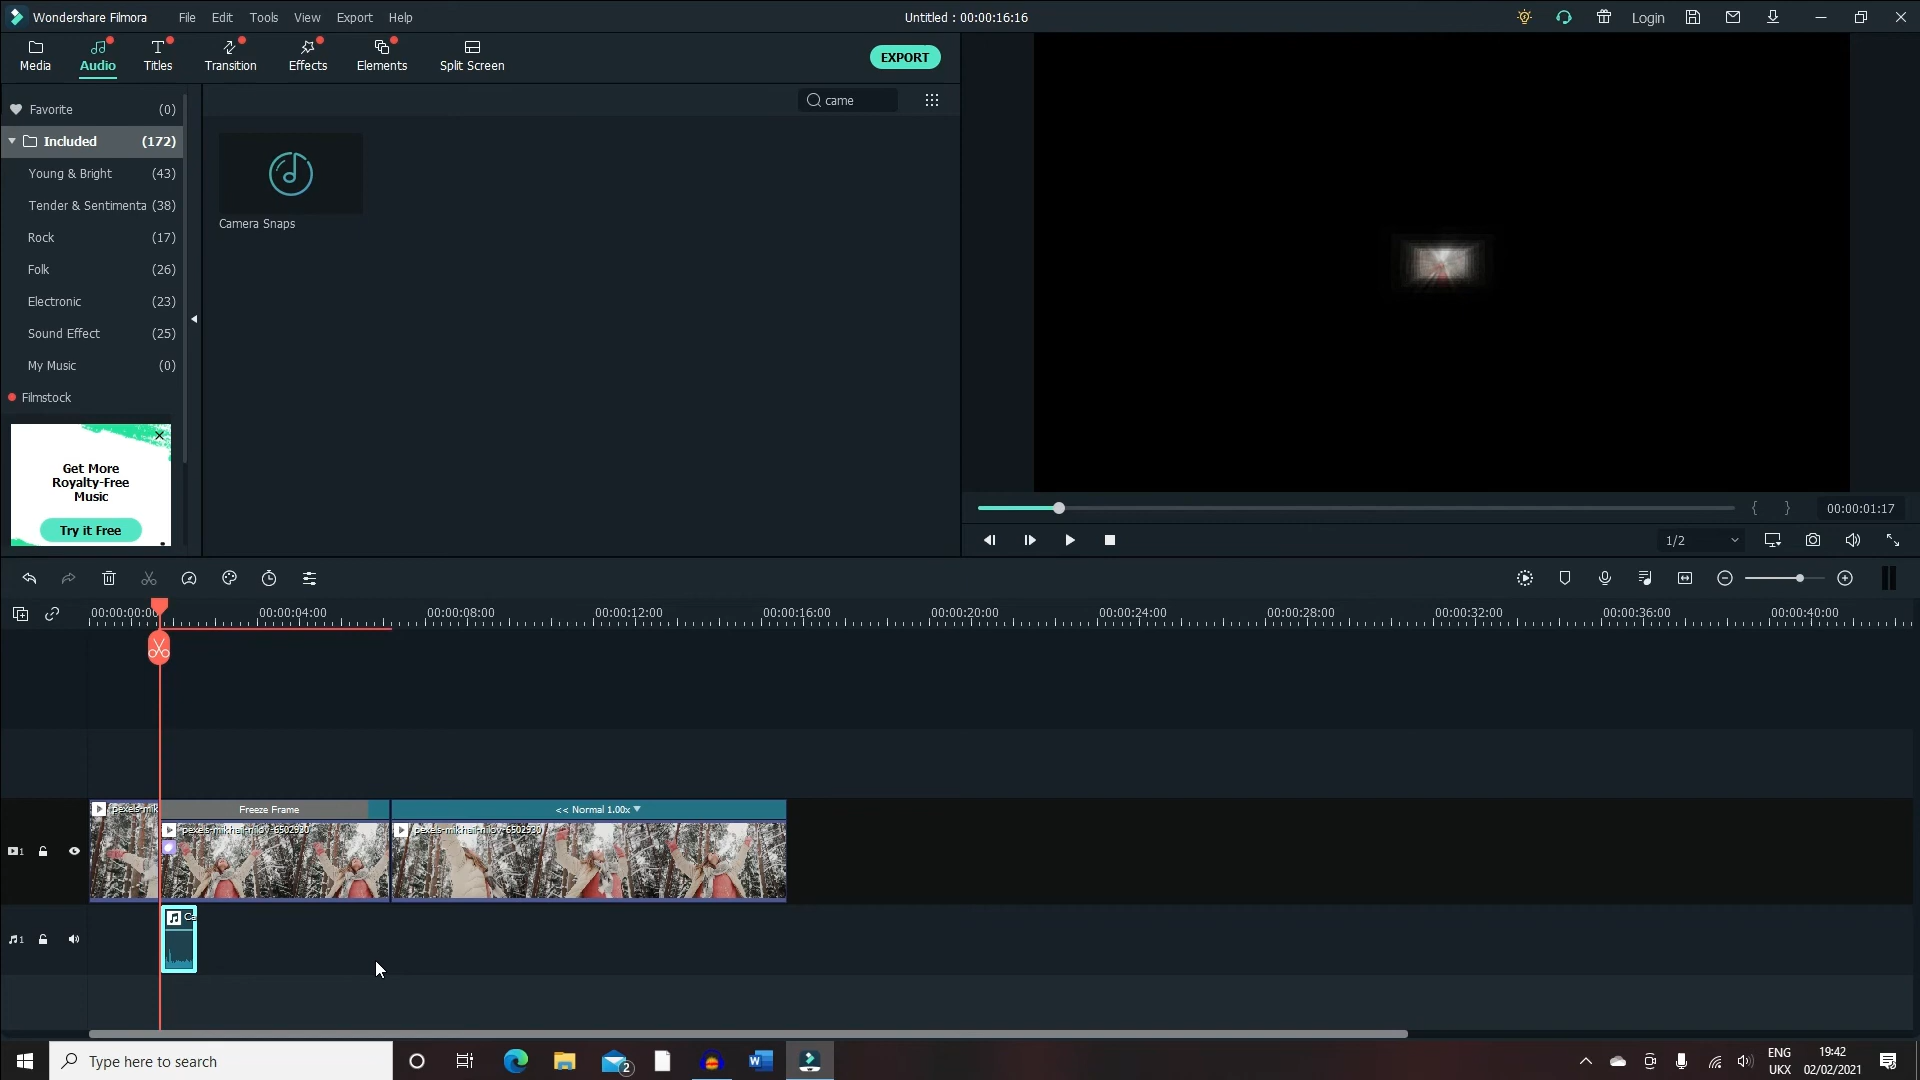 Wondershare Filmora File Edit Tools View Export Help Untitled : 00:00:16:16 Login
Media Audio Titles Transition Effects Elements Split Screen EXPORT
Favorite (0) came
Included (172)
Young & Bright (43)
Tender & Sentimenta (38)
Camera Snaps
Rock (17)
Folk (26)
Electronic (23)
Sound Effect (25)
My Music (0)
Filmstock
Get More
Royalty-Free
Music
Try it Free
{ } 00:00:01:17
1/2
00:00:00:00 00:00:04:00 00:00:08:00 00:00:12:00 00:00:16:00 00:00:20:00 00:00:24:00 00:00:28:00 00:00:32:00 00:00:36:00 00:00:40:00
pexels-mik Freeze Frame << Normal 1.00x
pexels-mikhail-nilov-6502930 pexels-mikhail-nilov-6502930
1
Ca
1
Type here to search 2 W ENG 19:42
UKX 02/02/2021